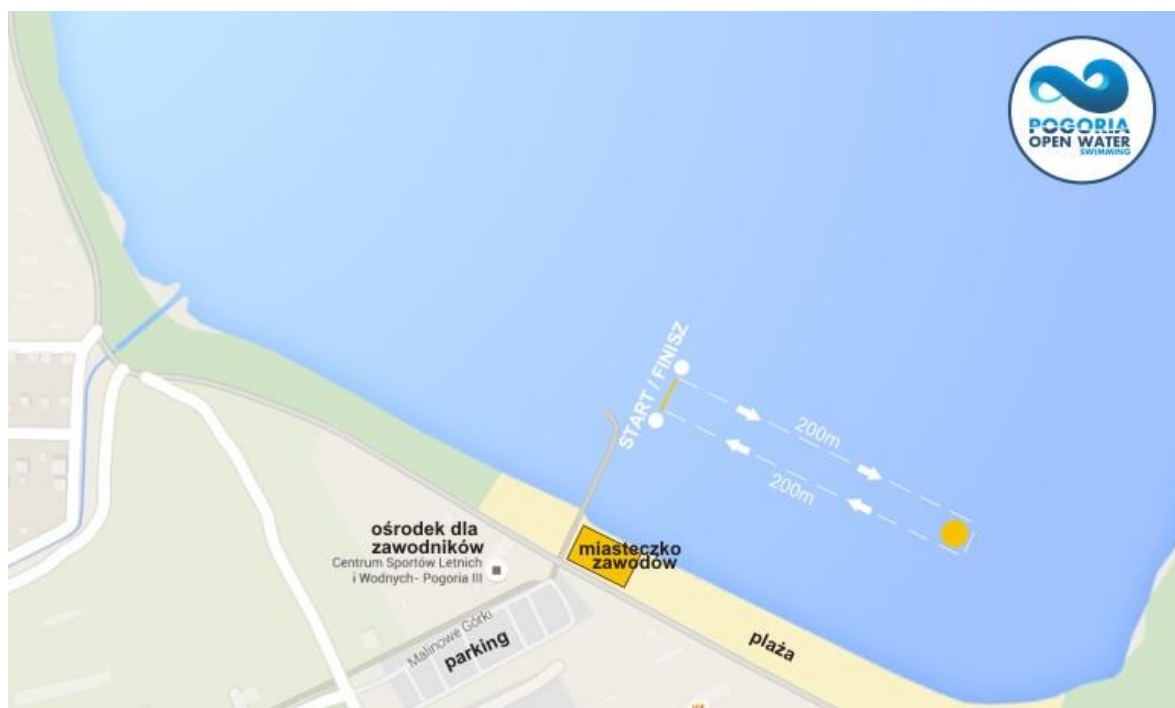 POGORIA
OPEN WATER
SWIMMING
START / FINISZ
200m
200m
ośrodek dla
zawodników
Centrum Sportów Letnich
i Wodnych- Pogoria III
miasteczko
zawodów
Malinowe Górki
parking
plaża